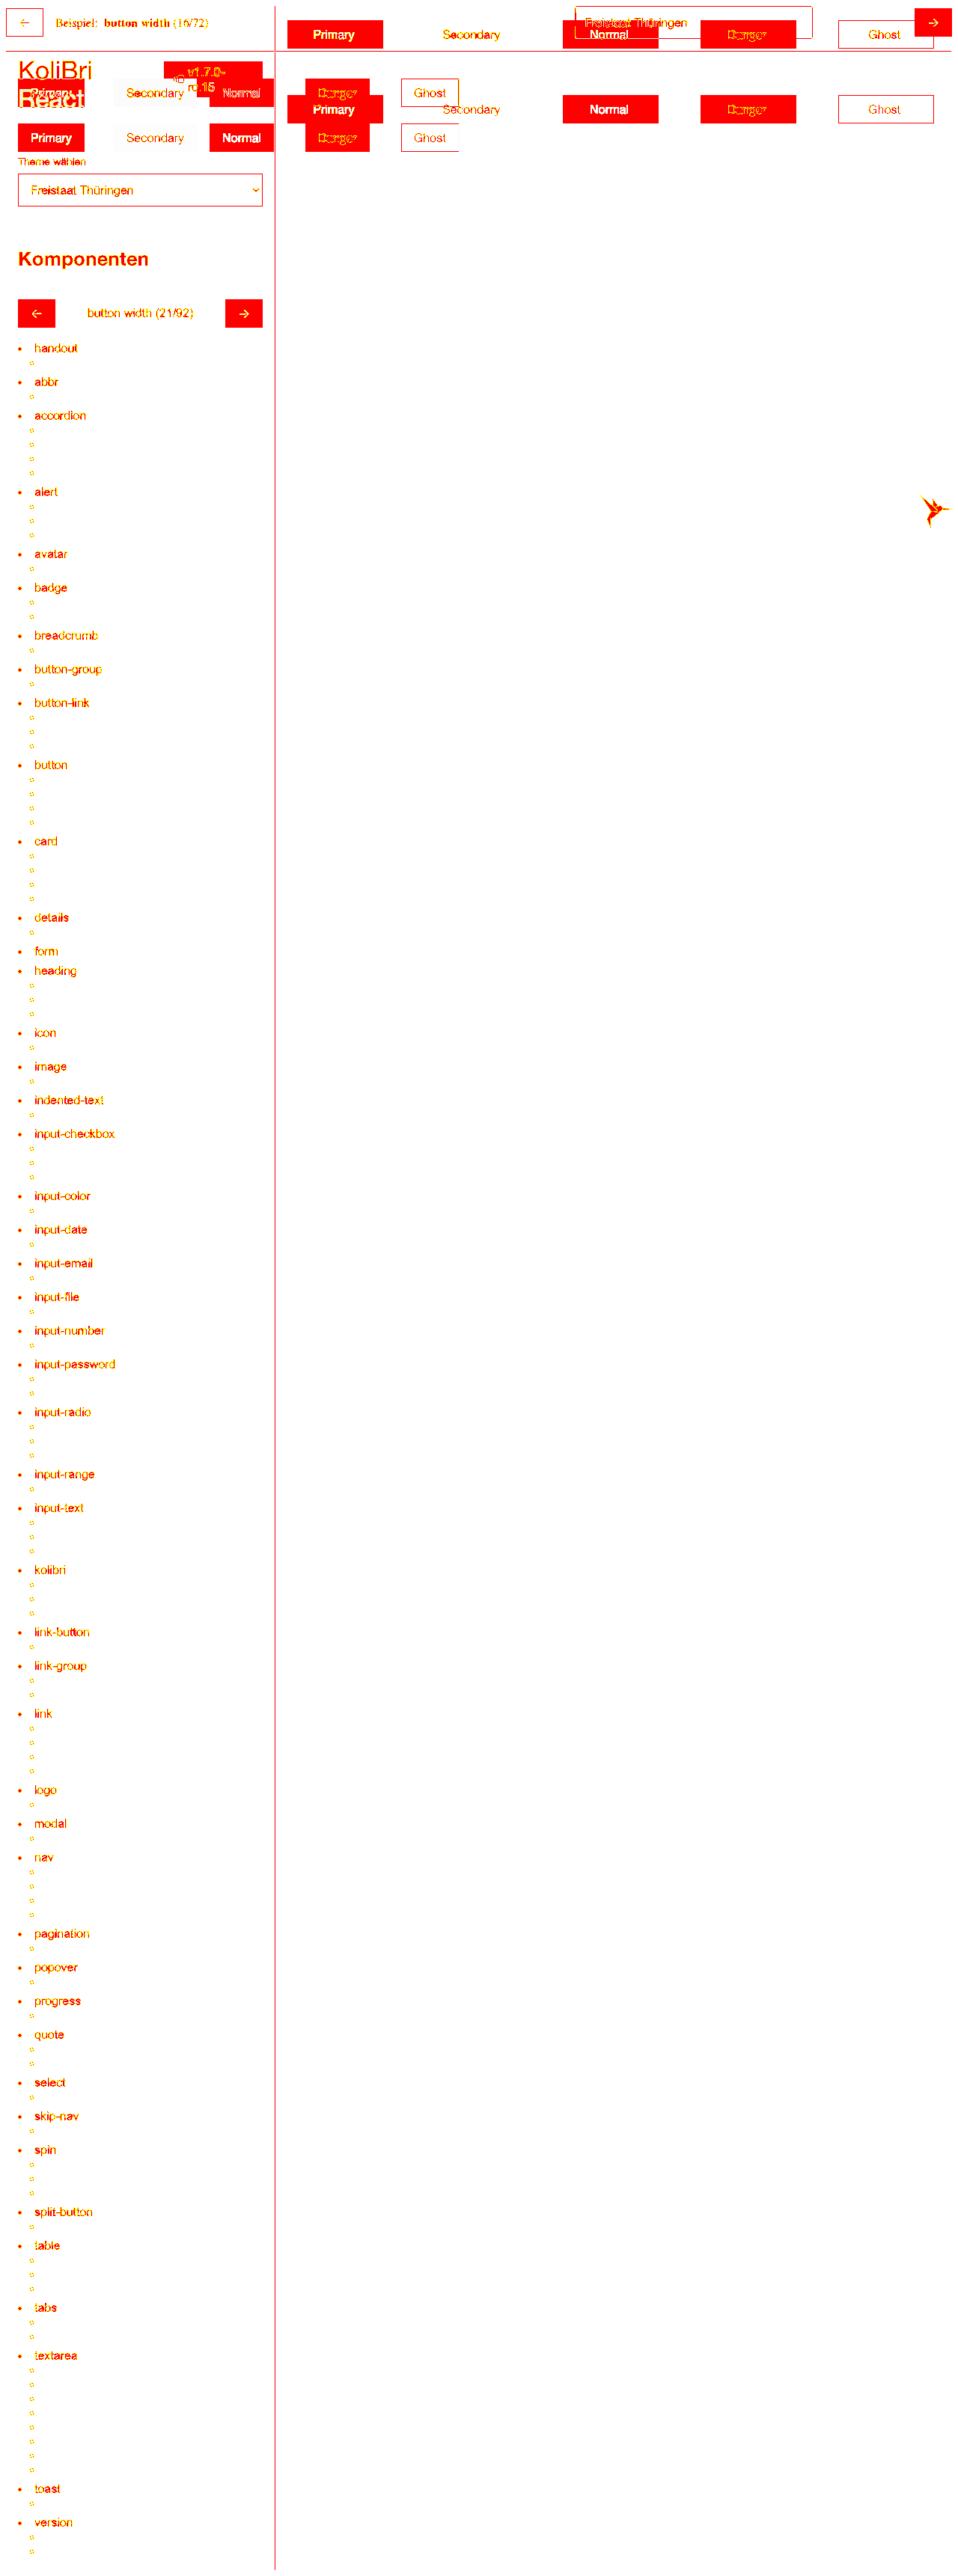 Beispiel: button width (16/72)
Freistaat Thüringen
Primary Secondary Normal Danger Ghost
KoliBri
v1.7.0-
rc.15
React
Primary Secondary Normal Danger Ghost
Primary Secondary Normal Danger Ghost
Primary Secondary Normal Danger Ghost
Theme wählen
Freistaat Thüringen
Komponenten
button width (21/92)
handout
abbr
accordion
alert
avatar
badge
breadcrumb
button-group
button-link
button
card
details
form
heading
icon
image
indented-text
input-checkbox
input-color
input-date
input-email
input-file
input-number
input-password
input-radio
input-range
input-text
kolibri
link-button
link-group
link
logo
modal
nav
pagination
popover
progress
quote
select
skip-nav
spin
split-button
table
tabs
textarea
toast
version